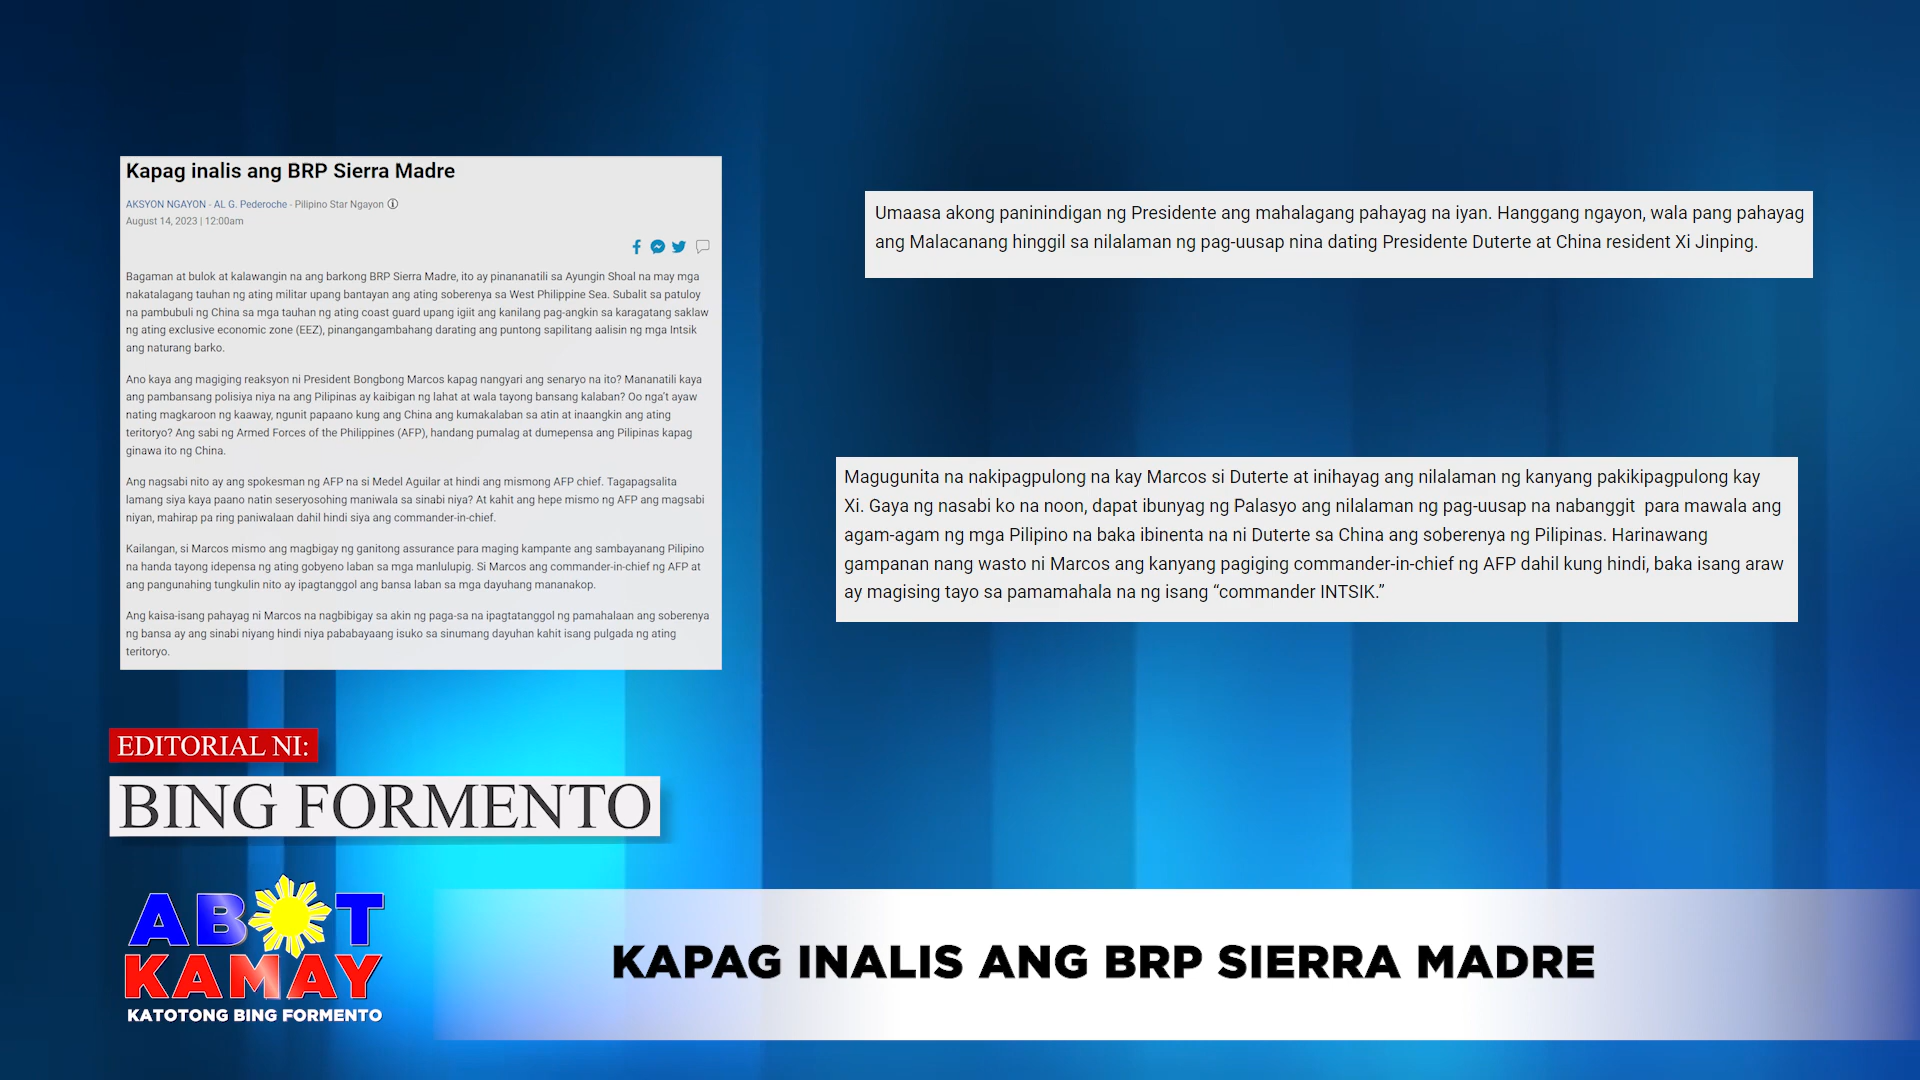 Kapag inalis ang BRP Sierra Madre
AKSYON NGAYON - AL G. Pederoche - Pilipino Star Ngayon
August 14, 2023 | 12:00am
Bagaman at bulok at kalawangin na ang barkong BRP Sierra Madre, ito ay pinananatili sa Ayungin Shoal na may mga
nakatalagang tauhan ng ating militar upang bantayan ang ating soberenya sa West Philippine Sea. Subalit sa patuloy
na pambubuli ng China sa mga tauhan ng ating coast guard upang igiit ang kanilang pag-angkin sa karagatang saklaw
ng ating exclusive economic zone (EEZ), pinangangambahang darating ang puntong sapilitang aalisin ng mga Intsik
ang naturang barko.
Ano kaya ang magiging reaksyon ni President Bongbong Marcos kapag nangyari ang senaryo na ito? Mananatili kaya
ang pambansang polisiya niya na ang Pilipinas ay kaibigan ng lahat at wala tayong bansang kalaban? Oo nga't ayaw
nating magkaroon ng kaaway, ngunit papaano kung ang China ang kumakalaban sa atin at inaangkin ang ating
teritoryo? Ang sabi ng Armed Forces of the Philippines (AFP), handang pumalag at dumepensa ang Pilipinas kapag
ginawa ito ng China.
Ang nagsabi nito ay ang spokesman ng AFP na si Medel Aguilar at hindi ang mismong AFP chief. Tagapagsalita
lamang siya kaya paano natin seseryosohing maniwala sa sinabi niya? At kahit ang hepe mismo ng AFP ang magsabi
niyan, mahirap pa ring paniwalaan dahil hindi siya ang commander-in-chief.
Kailangan, si Marcos mismo ang magbigay ng ganitong assurance para maging kampante ang sambayanang Pilipino
na handa tayong idepensa ng ating gobyeno laban sa mga manlulupig. Si Marcos ang commander-in-chief ng AFP at
ang pangunahing tungkulin nito ay ipagtanggol ang bansa laban sa mga dayuhang mananakop.
Ang kaisa-isang pahayag ni Marcos na nagbibigay sa akin ng paga-sa na ipagtatanggol ng pamahalaan ang soberenya
ng bansa ay ang sinabi niyang hindi niya pababayaang isuko sa sinumang dayuhan kahit isang pulgada ng ating
teritoryo.
Umaasa akong paninindigan ng Presidente ang mahalagang pahayag na iyan. Hanggang ngayon, wala pang pahayag
ang Malacanang hinggil sa nilalaman ng pag-uusap nina dating Presidente Duterte at China resident Xi Jinping.
Magugunita na nakipagpulong na kay Marcos si Duterte at inihayag ang nilalaman ng kanyang pakikipagpulong kay
Xi. Gaya ng nasabi ko na noon, dapat ibunyag ng Palasyo ang nilalaman ng pag-uusap na nabanggit para mawala ang
agam-agam ng mga Pilipino na baka ibinenta na ni Duterte sa China ang soberenya ng Pilipinas. Harinawang
gampanan nang wasto ni Marcos ang kanyang pagiging commander-in-chief ng AFP dahil kung hindi, baka isang araw
ay magising tayo sa pamamahala na ng isang “commander INTSIK.”
EDITORIAL NI:
BING FORMENTO
ABOT
KAMAY
KATOTONG BING FORMENTO
KAPAG INALIS ANG BRP SIERRA MADRE